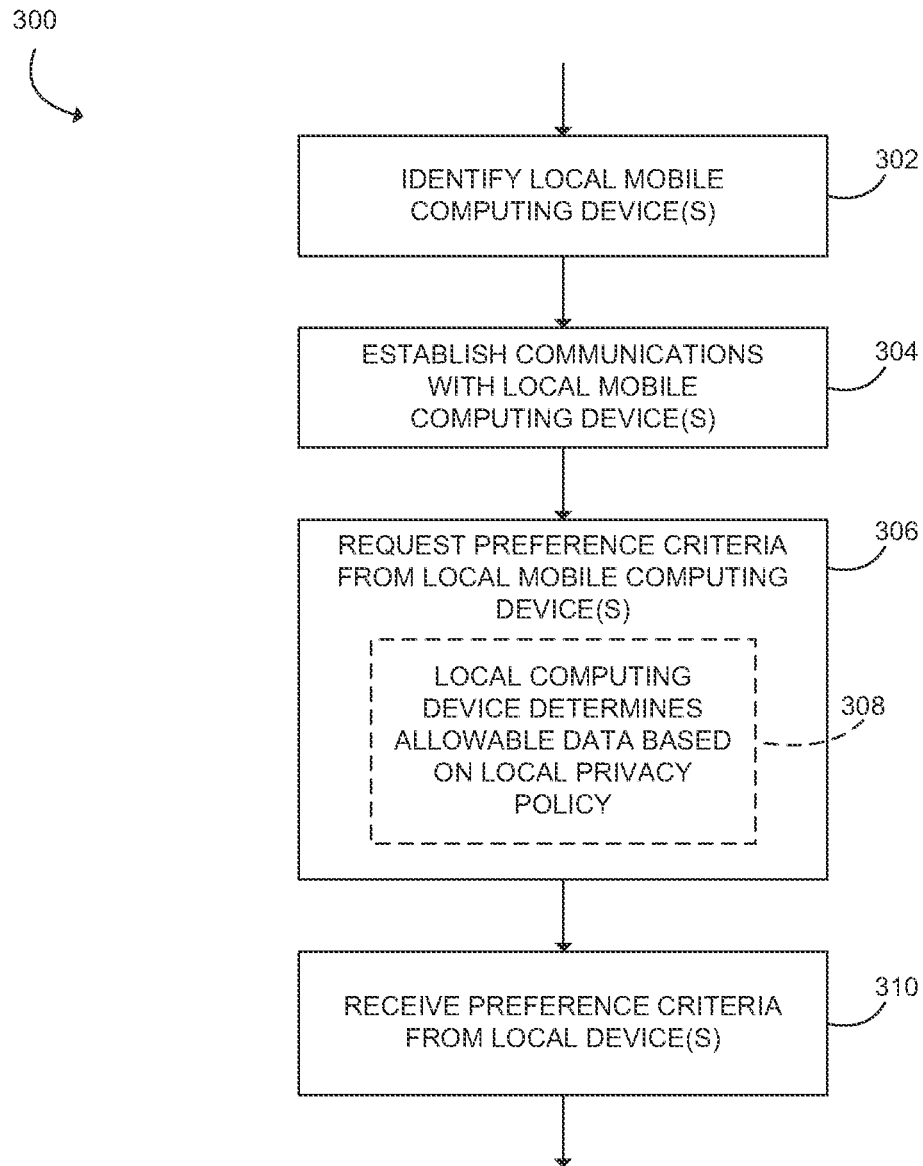 300
IDENTIFY LOCAL MOBILE
COMPUTING DEVICE(S)
302
ESTABLISH COMMUNICATIONS
WITH LOCAL MOBILE
COMPUTING DEVICE(S)
304
REQUEST PREFERENCE CRITERIA
FROM LOCAL MOBILE COMPUTING
DEVICE(S)
306
LOCAL COMPUTING
DEVICE DETERMINES
ALLOWABLE DATA BASED
ON LOCAL PRIVACY
POLICY
308
RECEIVE PREFERENCE CRITERIA
FROM LOCAL DEVICE(S)
310